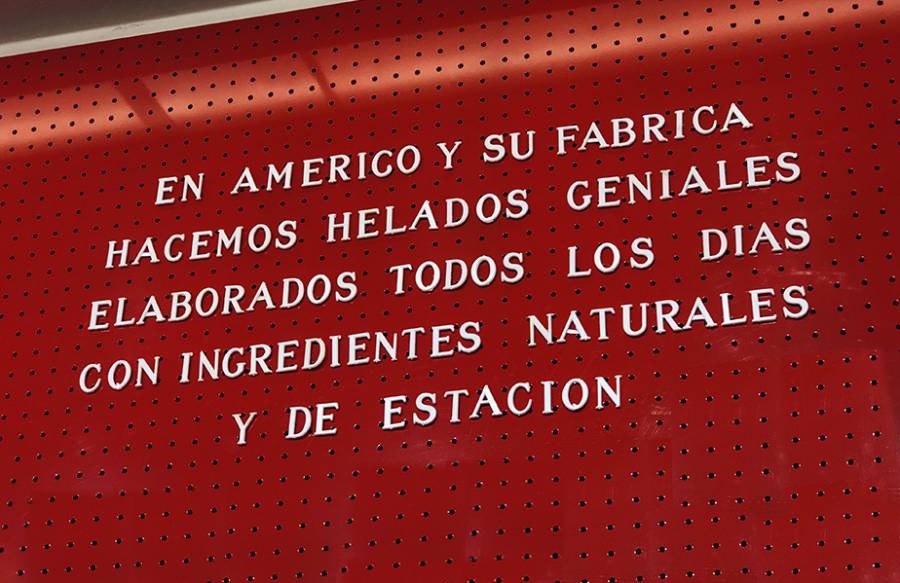 EN AMERICO Y SU FABRICA
HACEMOS HELADOS GENIALES
ELABORADOS TODOS LOS DIAS
CON INGREDIENTES NATURALES
Y DE ESTACION